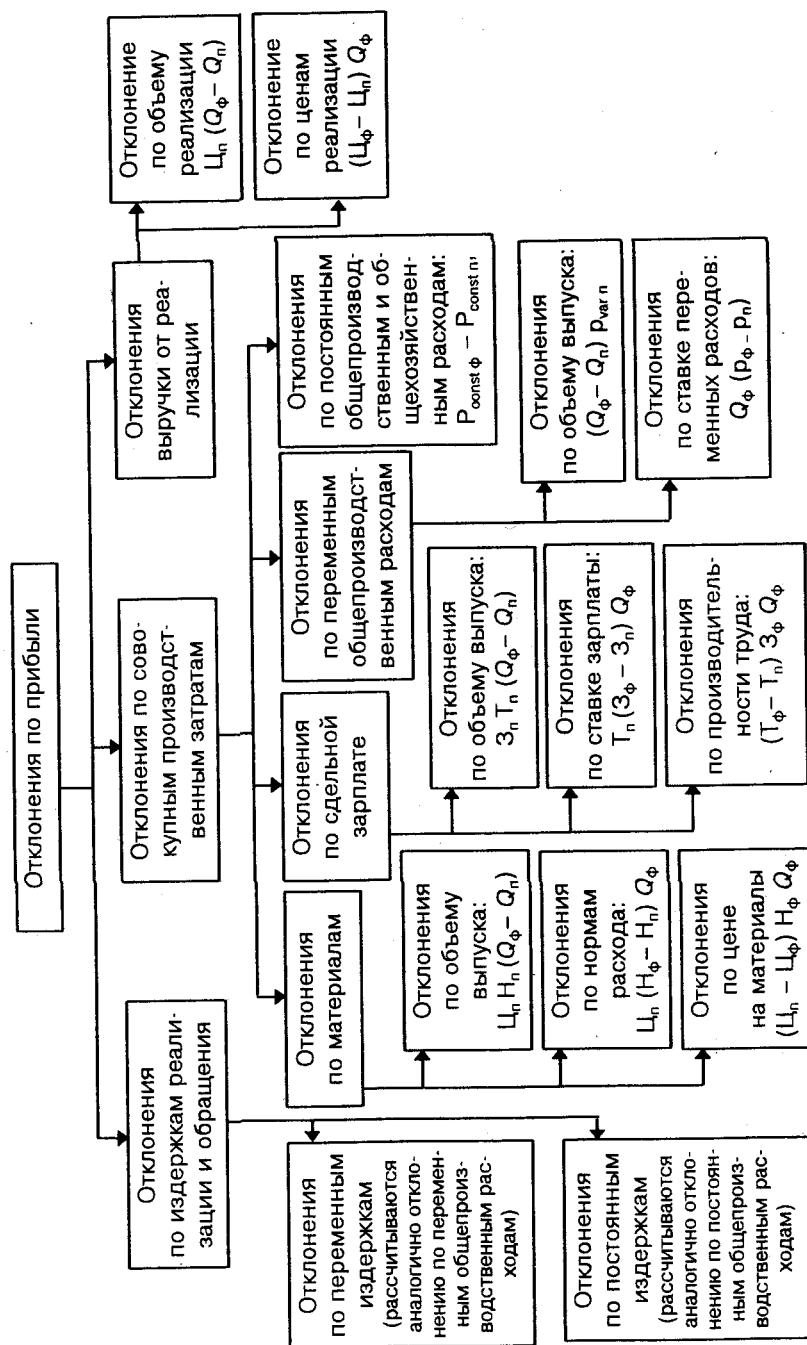 Отклонения по прибыли
Отклонения
по издержкам реали-
зации и обращения
Отклонения по сово-
купным производст-
венным затратам
Отклонения
выручки от реа-
лизации
Отклонение
по объему
реализации
Цп (Qф – Qп)
Отклонение
по ценам
реализации
(Цф – Цп) Qф
Отклонения
по материалам
Отклонения
по сдельной
зарплате
Отклонения
по переменным
общепроизводст-
венным расходам
Отклонения
по постоянным
общепроизвод-
ственным и об-
щехозяйствен-
ным расходам:
Pconst ф – Pconst п,
Отклонения
по переменным
издержкам
(рассчитываются
аналогично откло-
нению по перемен-
ным общепроиз-
водственным рас-
ходам)
Отклонения
по постоянным
издержкам
(рассчитываются
аналогично откло-
нению по постоян-
ным общепроиз-
водственным рас-
ходам)
Отклонения
по объему
выпуска:
Цп Нп (Qф – Qп)
Отклонения
по нормам
расхода:
Цп (Нф – Нп) Qф
Отклонения
по цене
на материалы
(Цп – Цф) Нф Qф
Отклонения
по объему выпуска:
Зп Тп (Qф – Qп)
Отклонения
по ставке зарплаты:
Тп (Зф – Зп) Qф
Отклонения
по производитель-
ности труда:
(Тф – Тп) Зф Qф
Отклонения
по объему выпуска:
(Qф – Qп) pvar п
Отклонения
по ставке пере-
менных расходов:
Qф (pф - pп)